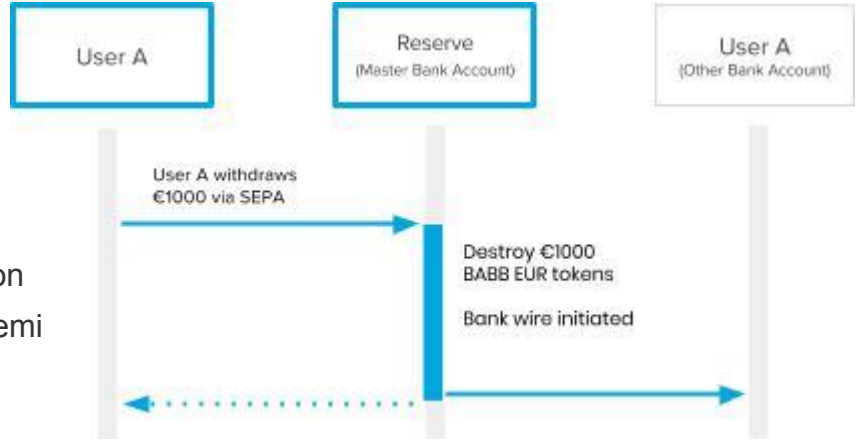 User A
Reserve
(Master Bank Account)
User A
(Other Bank Account)
User A withdraws
€1000 via SEPA
on
emi
Destroy €1000
BABB EUR tokens
Bank wire initiated